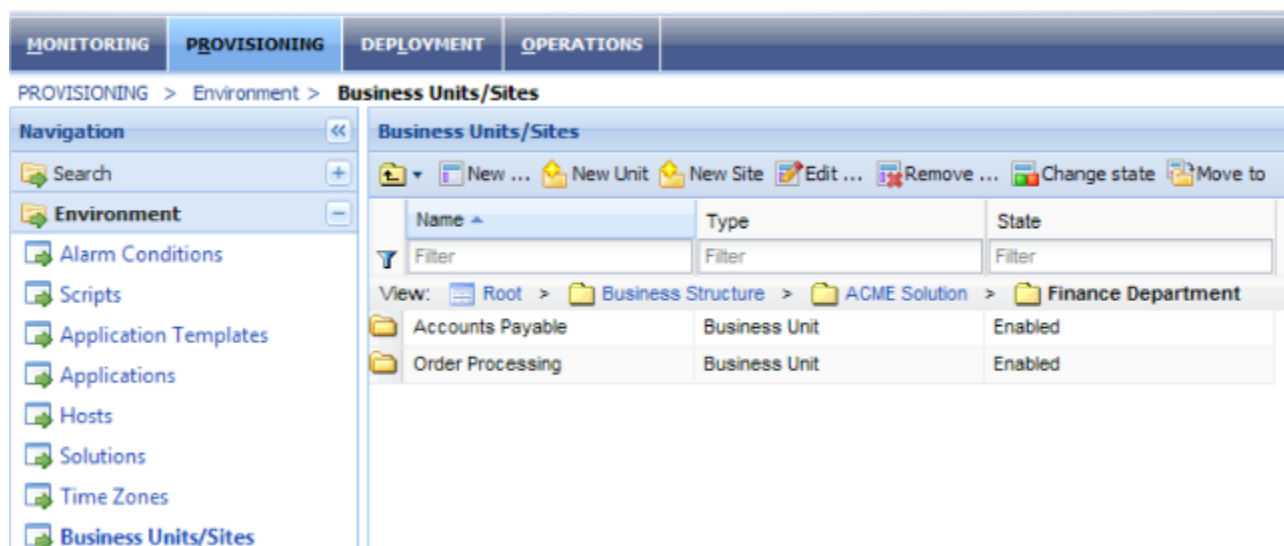 MONITORING PROVISIONING DEPLOYMENT OPERATIONS
PROVISIONING > Environment > Business Units/Sites
Navigation
Search
Environment
Alarm Conditions
Scripts
Application Templates
Applications
Hosts
Solutions
Time Zones
Business Units/Sites
Business Units/Sites
New ... New Unit New Site Edit ... Remove ... Change state Move to
Name Type State
Filter Filter Filter
View: Root > Business Structure > ACME Solution > Finance Department
Accounts Payable Business Unit Enabled
Order Processing Business Unit Enabled